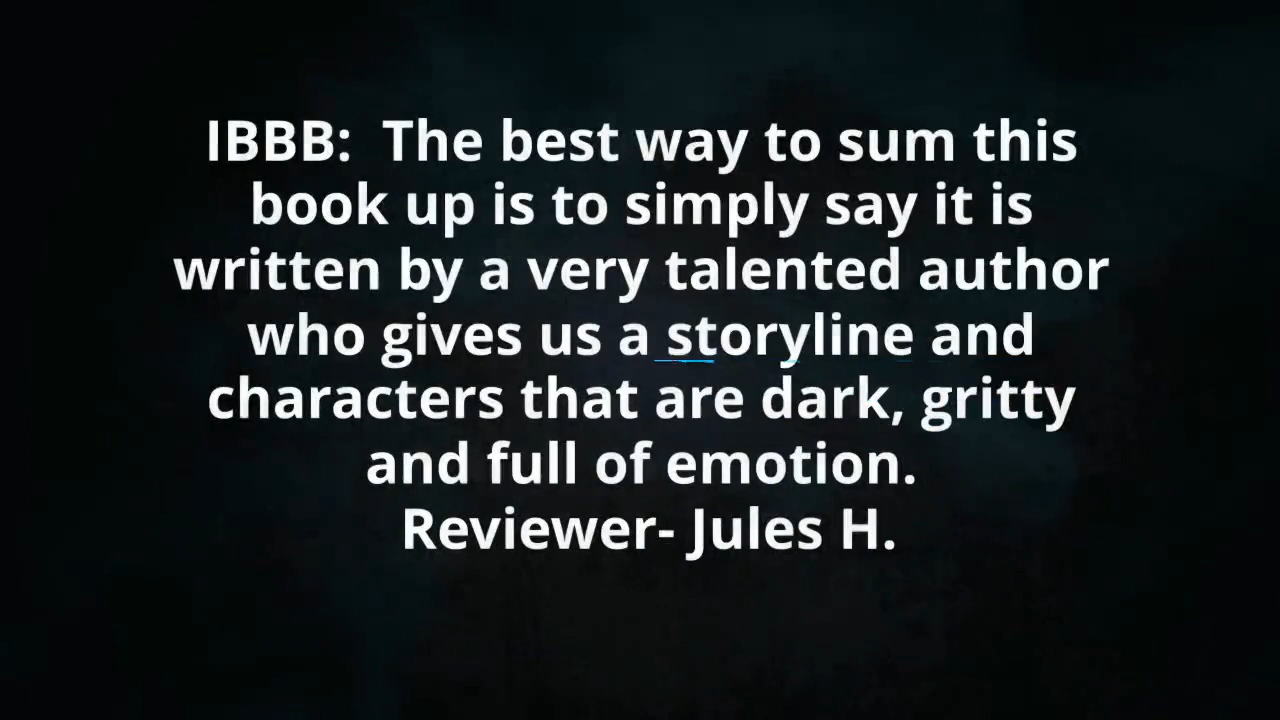 IBBB:  The best way to sum this
book up is to simply say it is
written by a very talented author
who gives us a storyline and
characters that are dark, gritty
and full of emotion.
Reviewer- Jules H.